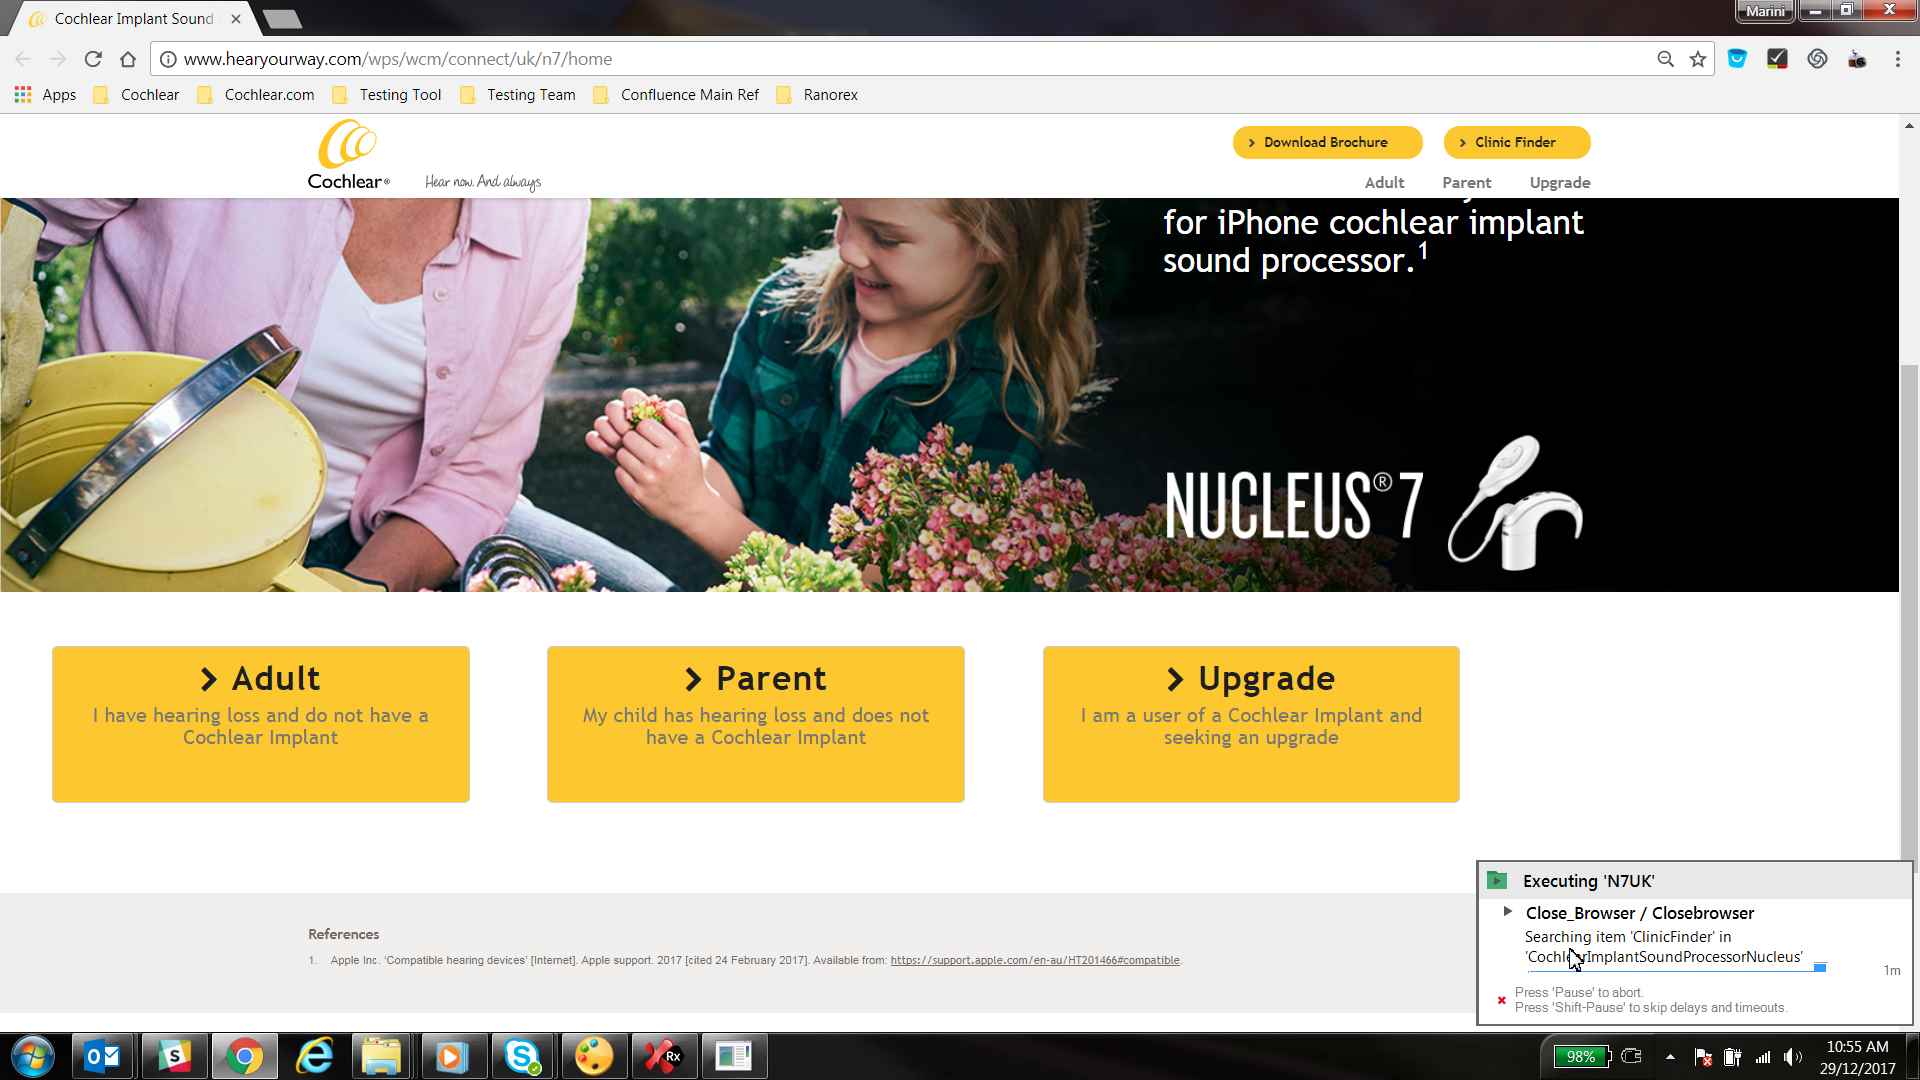 Cochlear Implant Sound
Marini
www.hearyourway.com/wps/wcm/connect/uk/n7/home
Apps
Cochlear
Cochlear.com
Testing Tool
Testing Team
Confluence Main Ref
Ranorex
Cochlear®
Hear now. And always
Download Brochure
Clinic Finder
Adult
Parent
Upgrade
for iPhone cochlear implant
sound processor.1
NUCLEUS® 7
Adult
I have hearing loss and do not have a
Cochlear Implant
Parent
My child has hearing loss and does not
have a Cochlear Implant
Upgrade
I am a user of a Cochlear Implant and
seeking an upgrade
References
1. Apple Inc. 'Compatible hearing devices' [Internet]. Apple support. 2017 [cited 24 February 2017]. Available from: https://support.apple.com/en-au/HT201466#compatible.
Executing 'N7UK'
Close_Browser / Closebrowser
Searching item 'ClinicFinder' in
'CochlearImplantSoundProcessorNucleus'
1m
Press 'Pause' to abort.
Press 'Shift-Pause' to skip delays and timeouts.
Rx
98%
10:55 AM
29/12/2017